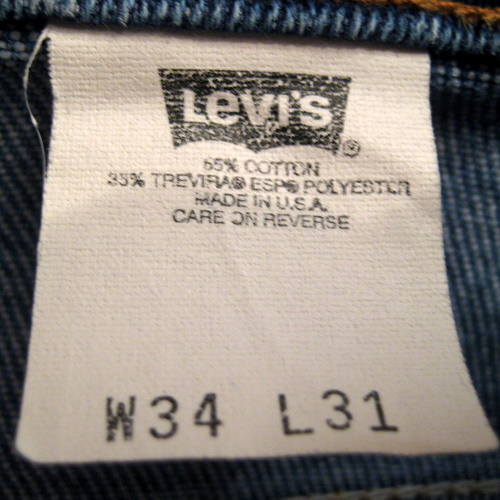 Levi's ®
65% COTTON
35% TREVIRA® ESP® POLYESTER
MADE IN U.S.A.
CARE ON REVERSE
W34 L31